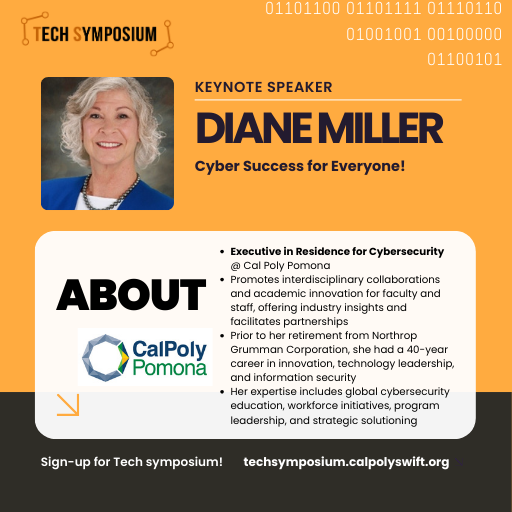 TECH SYMPOSIUM
01101100 01101111 01110110
01001001 00100000
01100101
KEYNOTE SPEAKER
DIANE MILLER
Cyber Success for Everyone!
ABOUT
CalPoly
Pomona
• Executive in Residence for Cybersecurity
@ Cal Poly Pomona
• Promotes interdisciplinary collaborations
and academic innovation for faculty and
staff, offering industry insights and
facilitates partnerships
• Prior to her retirement from Northrop
Grumman Corporation, she had a 40-year
career in innovation, technology leadership,
and information security
• Her expertise includes global cybersecurity
education, workforce initiatives, program
leadership, and strategic solutioning
Sign-up for Tech symposium! techsymposium.calpolyswift.org